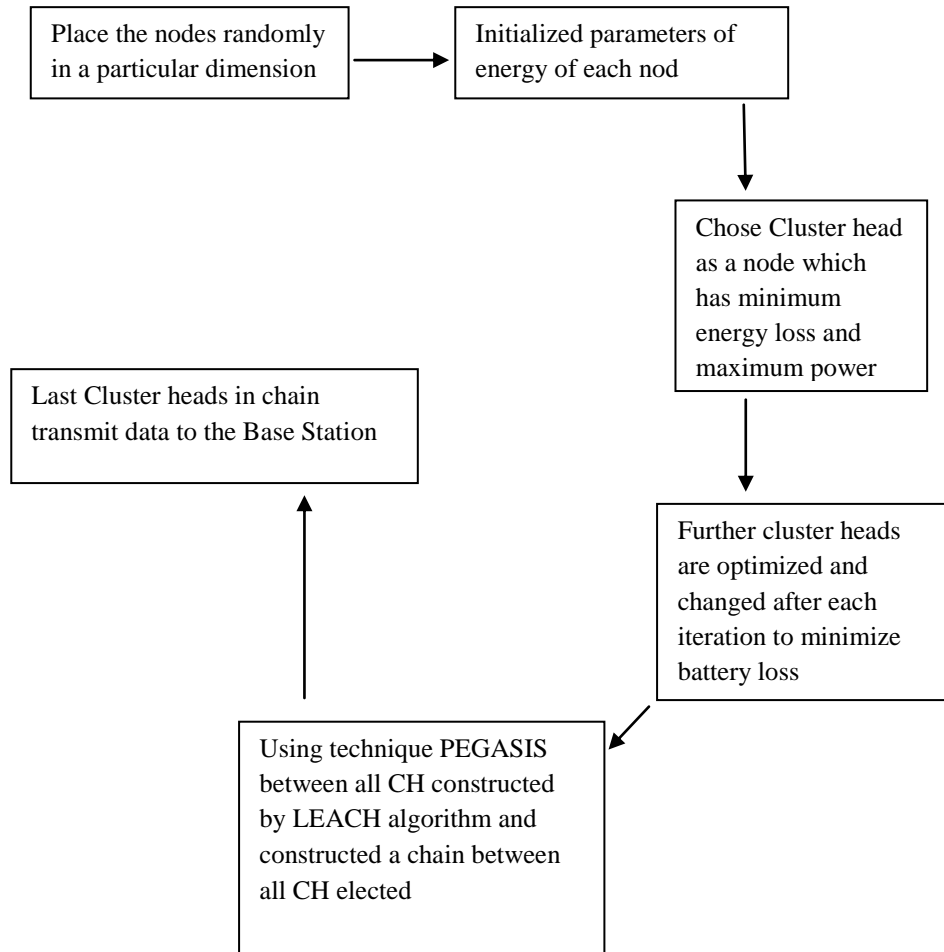 Place the nodes randomly
in a particular dimension
Initialized parameters of
energy of each nod
Chose Cluster head
as a node which
has minimum
energy loss and
maximum power
Further cluster heads
are optimized and
changed after each
iteration to minimize
battery loss
Using technique PEGASIS
between all CH constructed
by LEACH algorithm and
constructed a chain between
all CH elected
Last Cluster heads in chain
transmit data to the Base Station